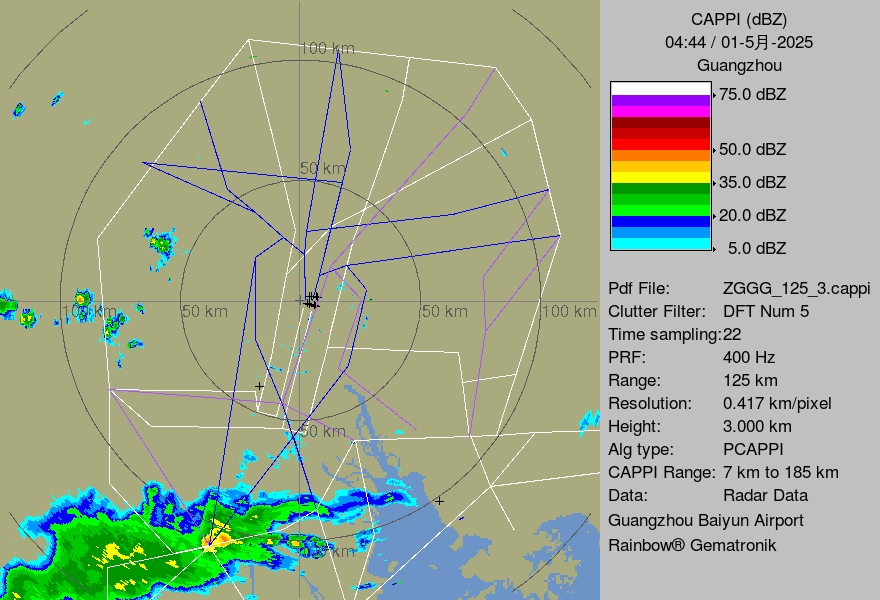 CAPPI (dBZ)
04:44 / 01-5月-2025
Guangzhou
75.0 dBZ
50.0 dBZ
35.0 dBZ
20.0 dBZ
5.0 dBZ
Pdf File: ZGGG_125_3.cappi
Clutter Filter: DFT Num 5
Time sampling:22
PRF: 400 Hz
Range: 125 km
Resolution: 0.417 km/pixel
Height: 3.000 km
Alg type: PCAPPI
CAPPI Range: 7 km to 185 km
Data: Radar Data
Guangzhou Baiyun Airport
Rainbow® Gematronik
100 km
50 km
100 km
50 km
50 km
100 km
50 km
100 km